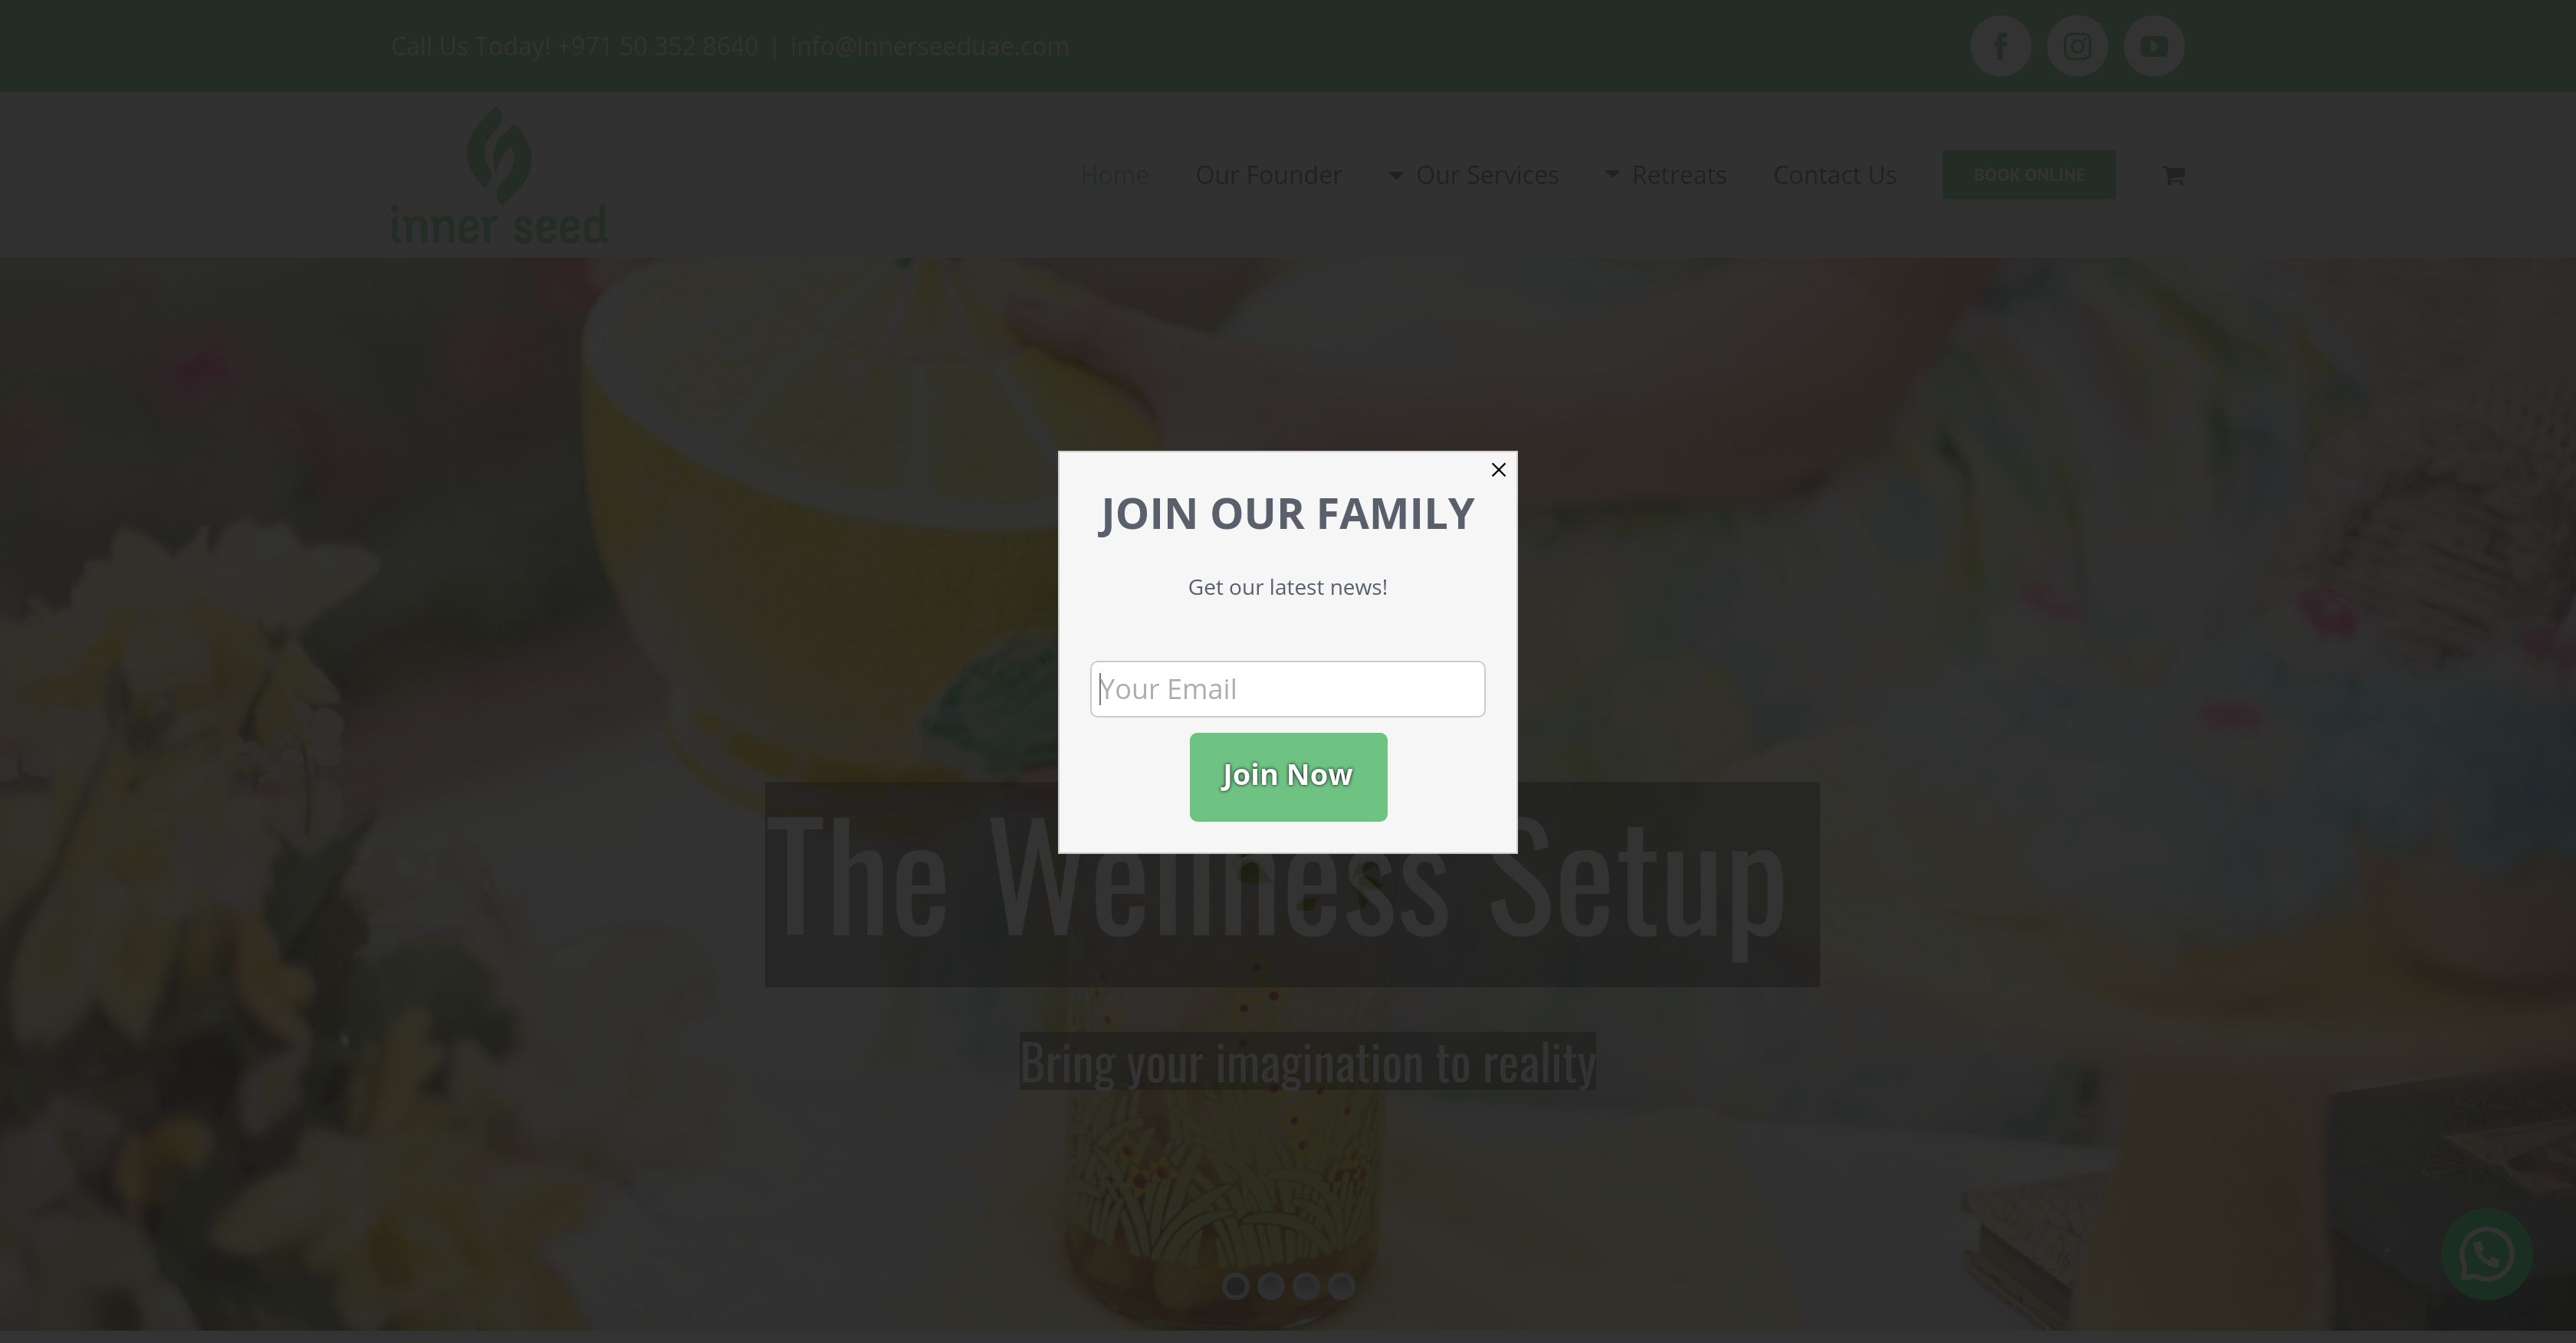 Call Us Today! +971 50 352 8640 | info@innerseeduae.com
inner seed
Home Our Founder Our Services Retreats Contact Us BOOK ONLINE
JOIN OUR FAMILY
Get our latest news!
Your Email
Join Now
The Wellness Setup
Bring your imagination to reality